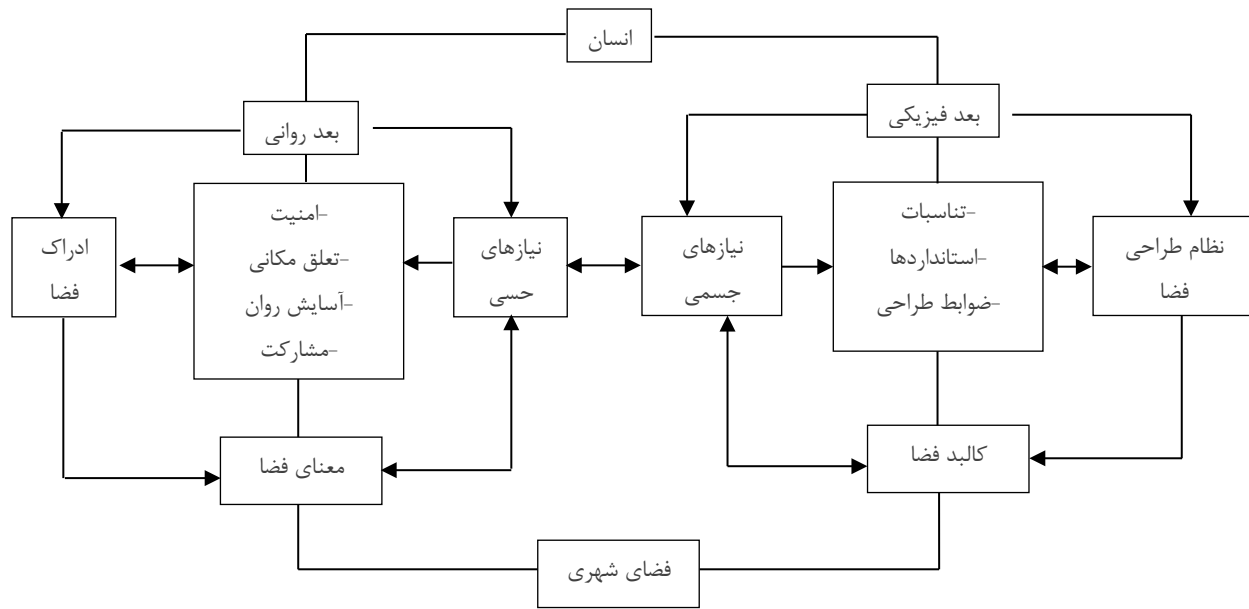 انسان
بعد فیزیکی
بعد روانی
نظام طراحی
فضا
-تناسبات
-استانداردها
-ضوابط طراحی
نیازهای
جسمی
نیازهای
حسی
-امنیت
-تعلق مکانی
-آسایش روان
-مشارکت
ادراک
فضا
کالبد فضا
معنای فضا
فضای شهری